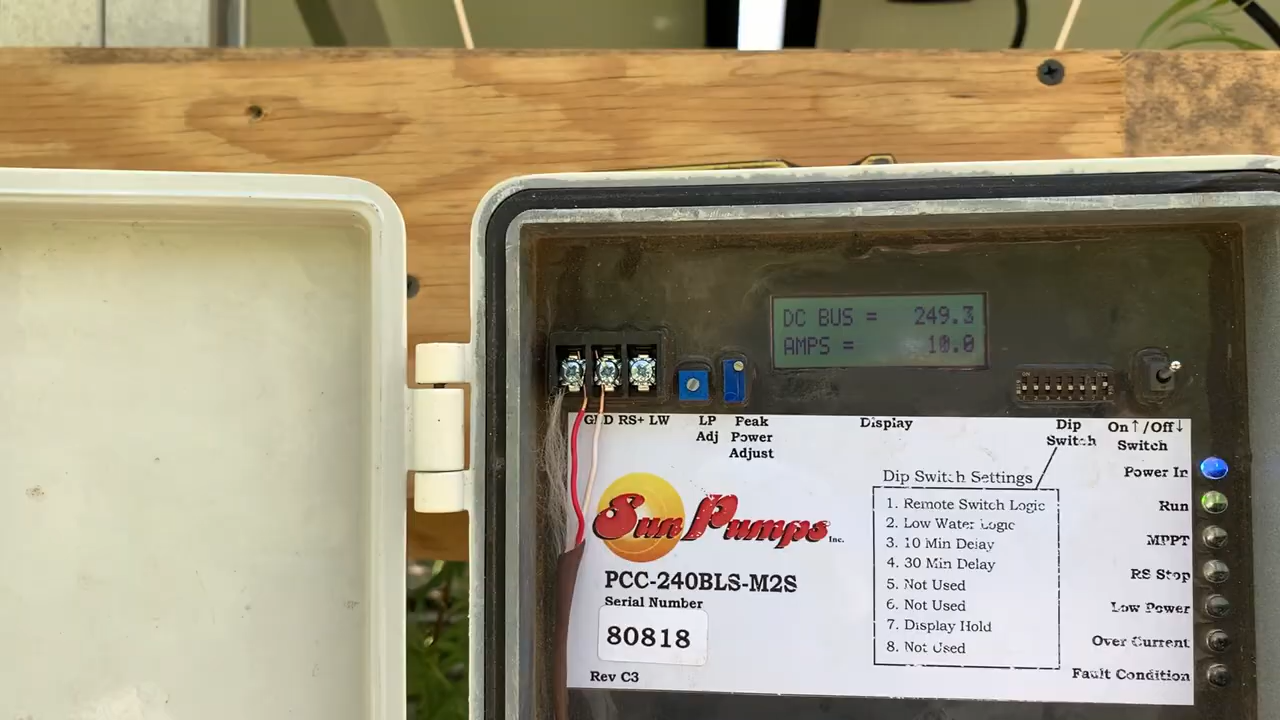 DC BUS = 249.3
AMPS = 10.0
GND RS+ LW
LP Adj
Peak Power Adjust
Display
Dip Switch
On↑/Off↓ Switch
Sun Pumps Inc.
PCC-240BLS-M2S
Serial Number
80818
Rev C3
Dip Switch Settings
1. Remote Switch Logic
2. Low Water Logic
3. 10 Min Delay
4. 30 Min Delay
5. Not Used
6. Not Used
7. Display Hold
8. Not Used
Power In
Run
MPPT
RS Stop
Low Power
Over Current
Fault Condition